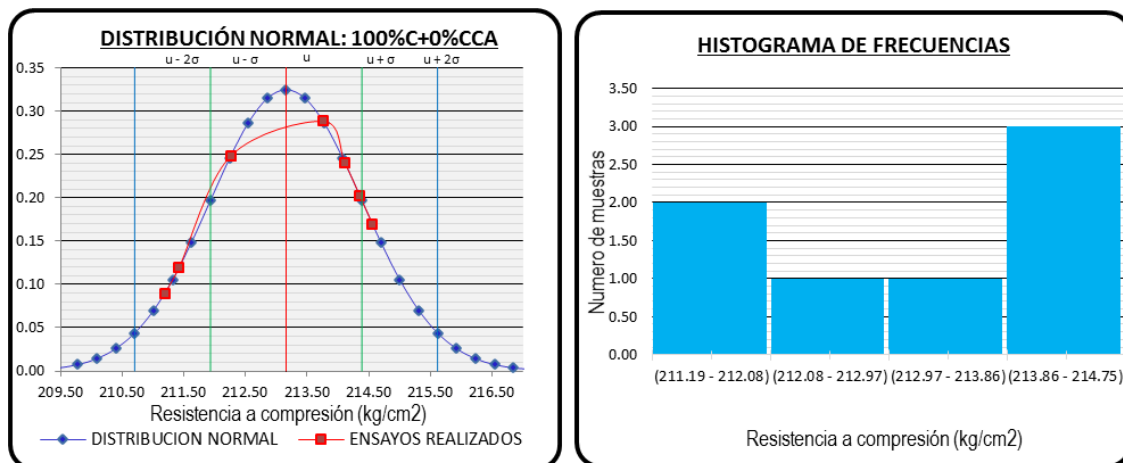 DISTRIBUCIÓN NORMAL: 100%C+0%CCA
u - 2σ u - σ u u + σ u + 2σ
0.35
0.30
0.25
0.20
0.15
0.10
0.05
0.00
209.50 210.50 211.50 212.50 213.50 214.50 215.50 216.50
Resistencia a compresión (kg/cm2)
DISTRIBUCION NORMAL ENSAYOS REALIZADOS
HISTOGRAMA DE FRECUENCIAS
Numero de muestras
3.50
3.00
2.50
2.00
1.50
1.00
0.50
0.00
(211.19 - 212.08) (212.08 - 212.97) (212.97 - 213.86) (213.86 - 214.75)
Resistencia a compresión (kg/cm2)